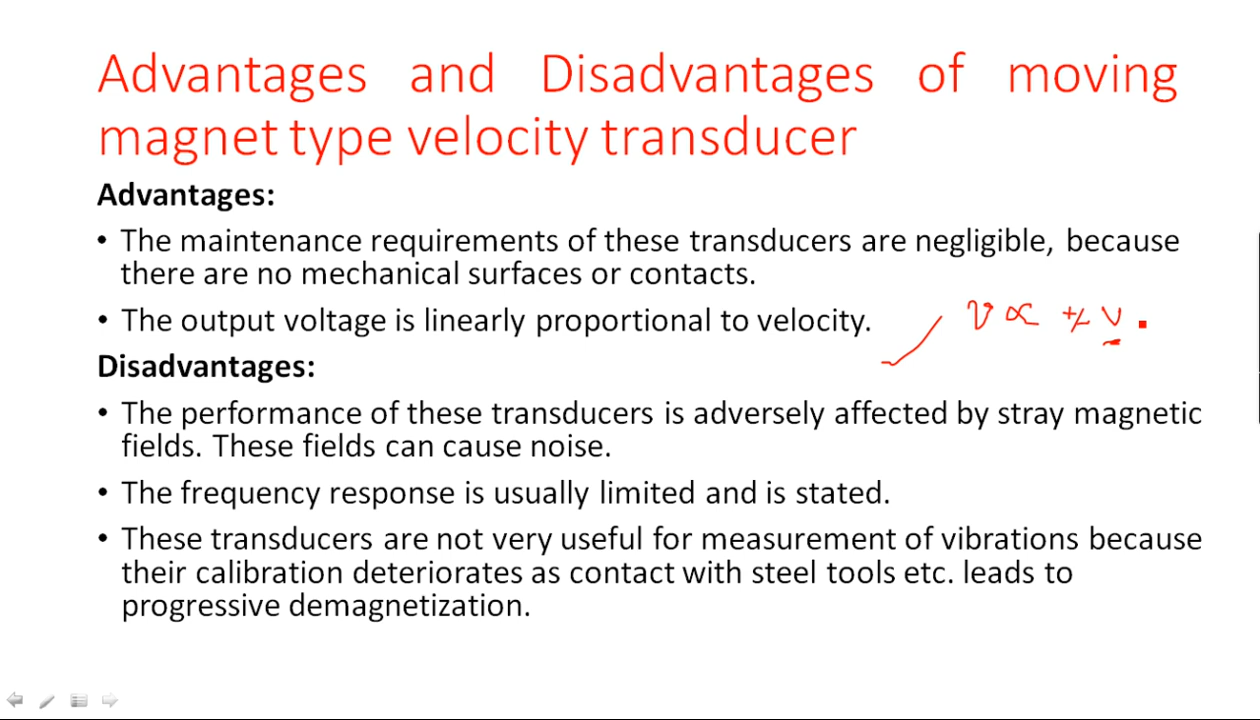 Advantages and Disadvantages of moving
magnet type velocity transducer
Advantages:
• The maintenance requirements of these transducers are negligible, because
there are no mechanical surfaces or contacts.
• The output voltage is linearly proportional to velocity.
V ∝ +/- v.
Disadvantages:
• The performance of these transducers is adversely affected by stray magnetic
fields. These fields can cause noise.
• The frequency response is usually limited and is stated.
• These transducers are not very useful for measurement of vibrations because
their calibration deteriorates as contact with steel tools etc. leads to
progressive demagnetization.